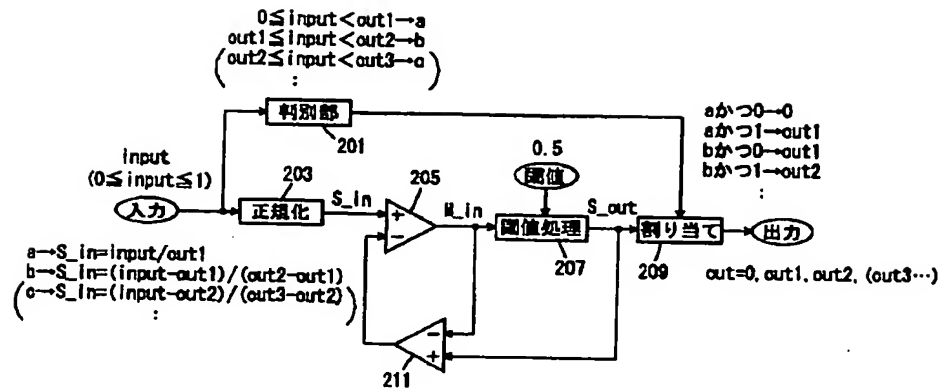 0≦input<out1→a
out1≦input<out2→b
(out2≦input<out3→c)
:
判別部
201
aかつ0→0
aかつ1→out1
bかつ0→out1
bかつ1→out2
:
input
(0≦input≦1)
入力
203
正規化
S_in
205
+
-
M_in
0.5
閾値
閾値処理
207
S_out
割り当て
209
出力
out=0, out1, out2, (out3…)
a→S_in=input/out1
b→S_in=(input-out1)/(out2-out1)
(c→S_in=(input-out2)/(out3-out2))
:
-
+
211